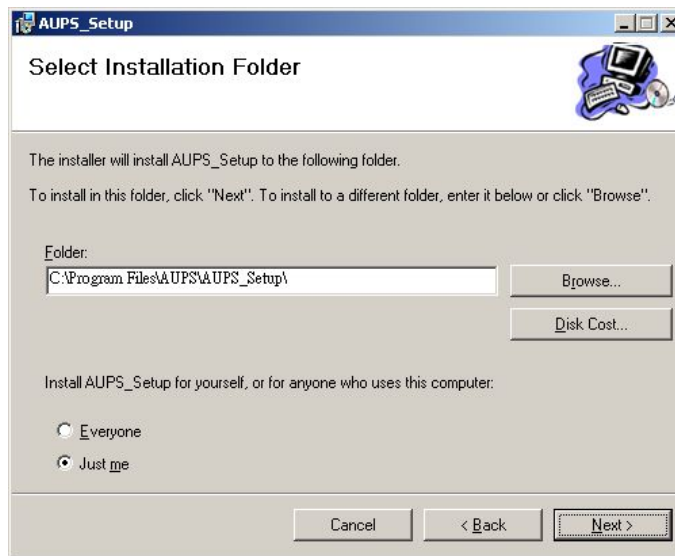 AUPS_Setup
Select Installation Folder
The installer will install AUPS_Setup to the following folder.
To install in this folder, click "Next". To install to a different folder, enter it below or click "Browse".
Folder:
C:\Program Files\AUPS\AUPS_Setup\
Browse...
Disk Cost...
Install AUPS_Setup for yourself, or for anyone who uses this computer:
Everyone
Just me
Cancel
< Back
Next >